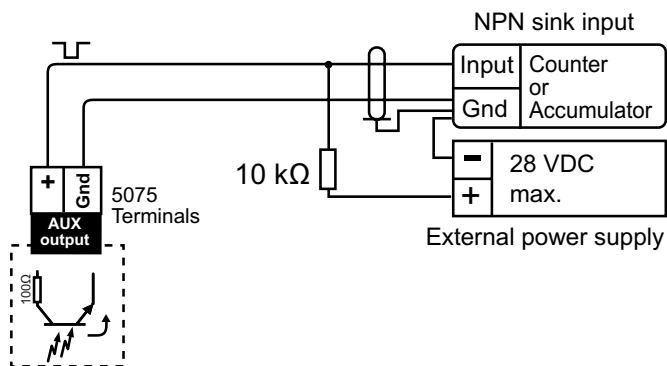 NPN sink input
Input
Counter
or
Accumulator
Gnd
10 kΩ
-
28 VDC
max.
+
External power supply
+
Gnd
5075
Terminals
AUX
output
100Ω